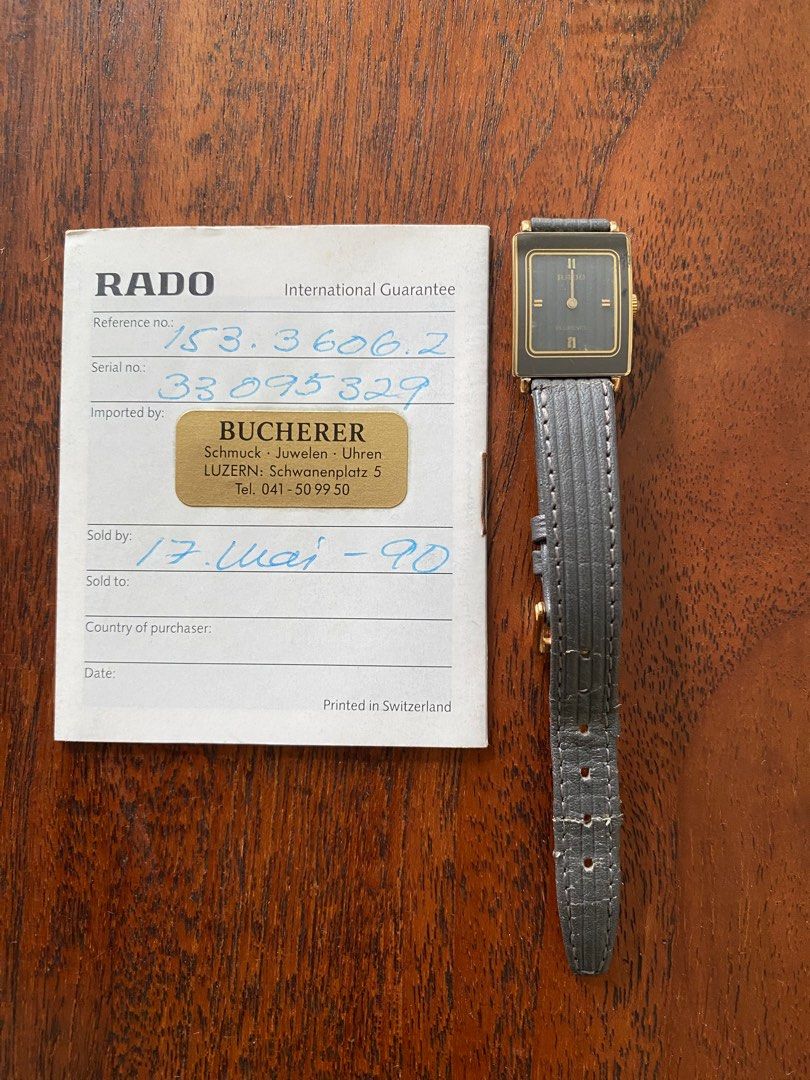 RADO
International Guarantee
Reference no.: 153.3606.2
Serial no.: 33095329
Imported by:
BUCHERER
Schmuck · Juwelen · Uhren
LUZERN: Schwanenplatz 5
Tel. 041 - 50 99 50
Sold by: 17. Mai - 90
Sold to:
Country of purchaser:
Date:
Printed in Switzerland
RADO
FLORENCE